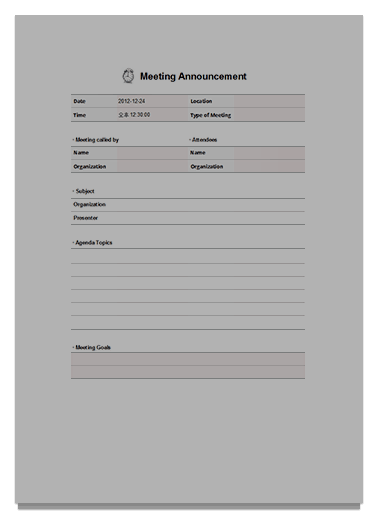 Meeting Announcement
Date 2012-12-24 Location
Time 오후 12:30:00 Type of Meeting
· Meeting called by · Attendees
Name Name
Organization Organization
· Subject
Organization
Presenter
· Agenda Topics
· Meeting Goals